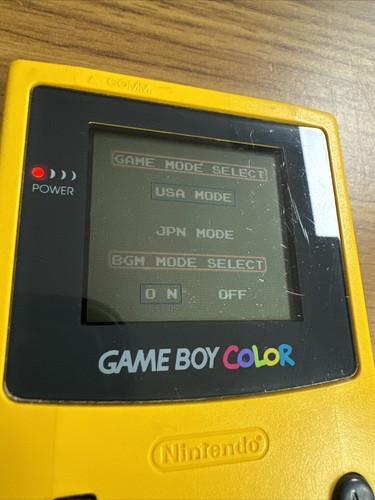 COMM.
GAME MODE SELECT
USA MODE
POWER
JPN MODE
BGM MODE SELECT
ON OFF
GAME BOY COLOR
Nintendo
A